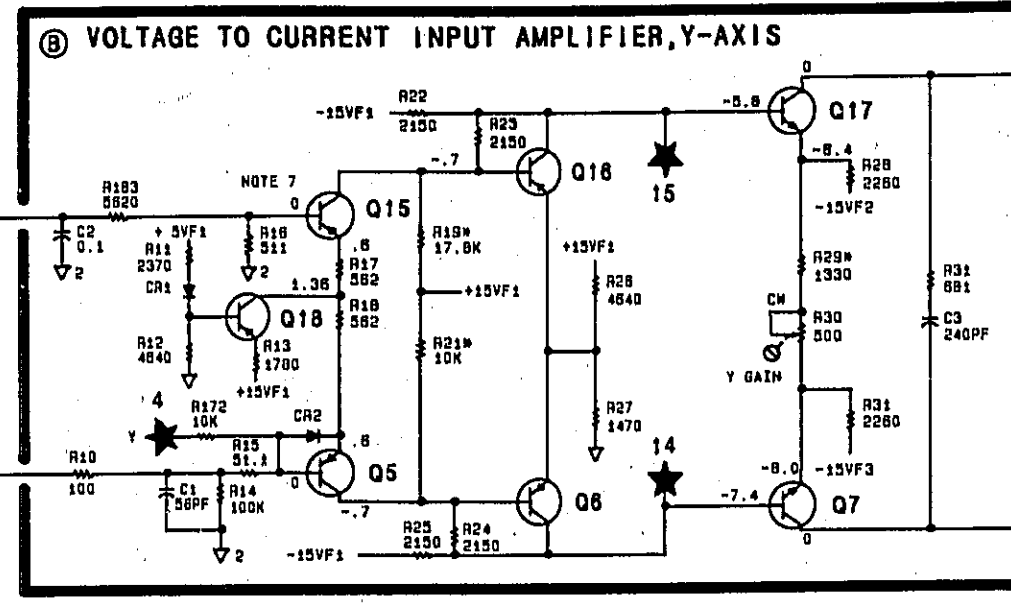 B VOLTAGE TO CURRENT INPUT AMPLIFIER, Y-AXIS
0
R22
-15VF1
2150
R23
2150
-5.8
Q17
-.7
Q16
15
-6.4
R28
2260
-15VF2
NOTE 7
R183
5620
0
Q15
C2
0.1
2
+ 5VF1
R11
2370
R16
511
2
.6
R17
562
R19*
17.8K
+15VF1
R29*
1330
R31
681
CR1
1.36
R18
562
+15VF1
R26
4640
CW
R30
500
C3
240PF
Q18
R12
4640
R13
1780
+15VF1
R21*
10K
Y GAIN
4
Y
R172
10K
CR2
R27
1470
R31
2260
R10
100
R15
51.1
.6
Q5
0
14
-8.0
-15VF3
C1
56PF
R14
100K
2
-.7
Q6
-7.4
Q7
R25
2150
R24
2150
-15VF1
0